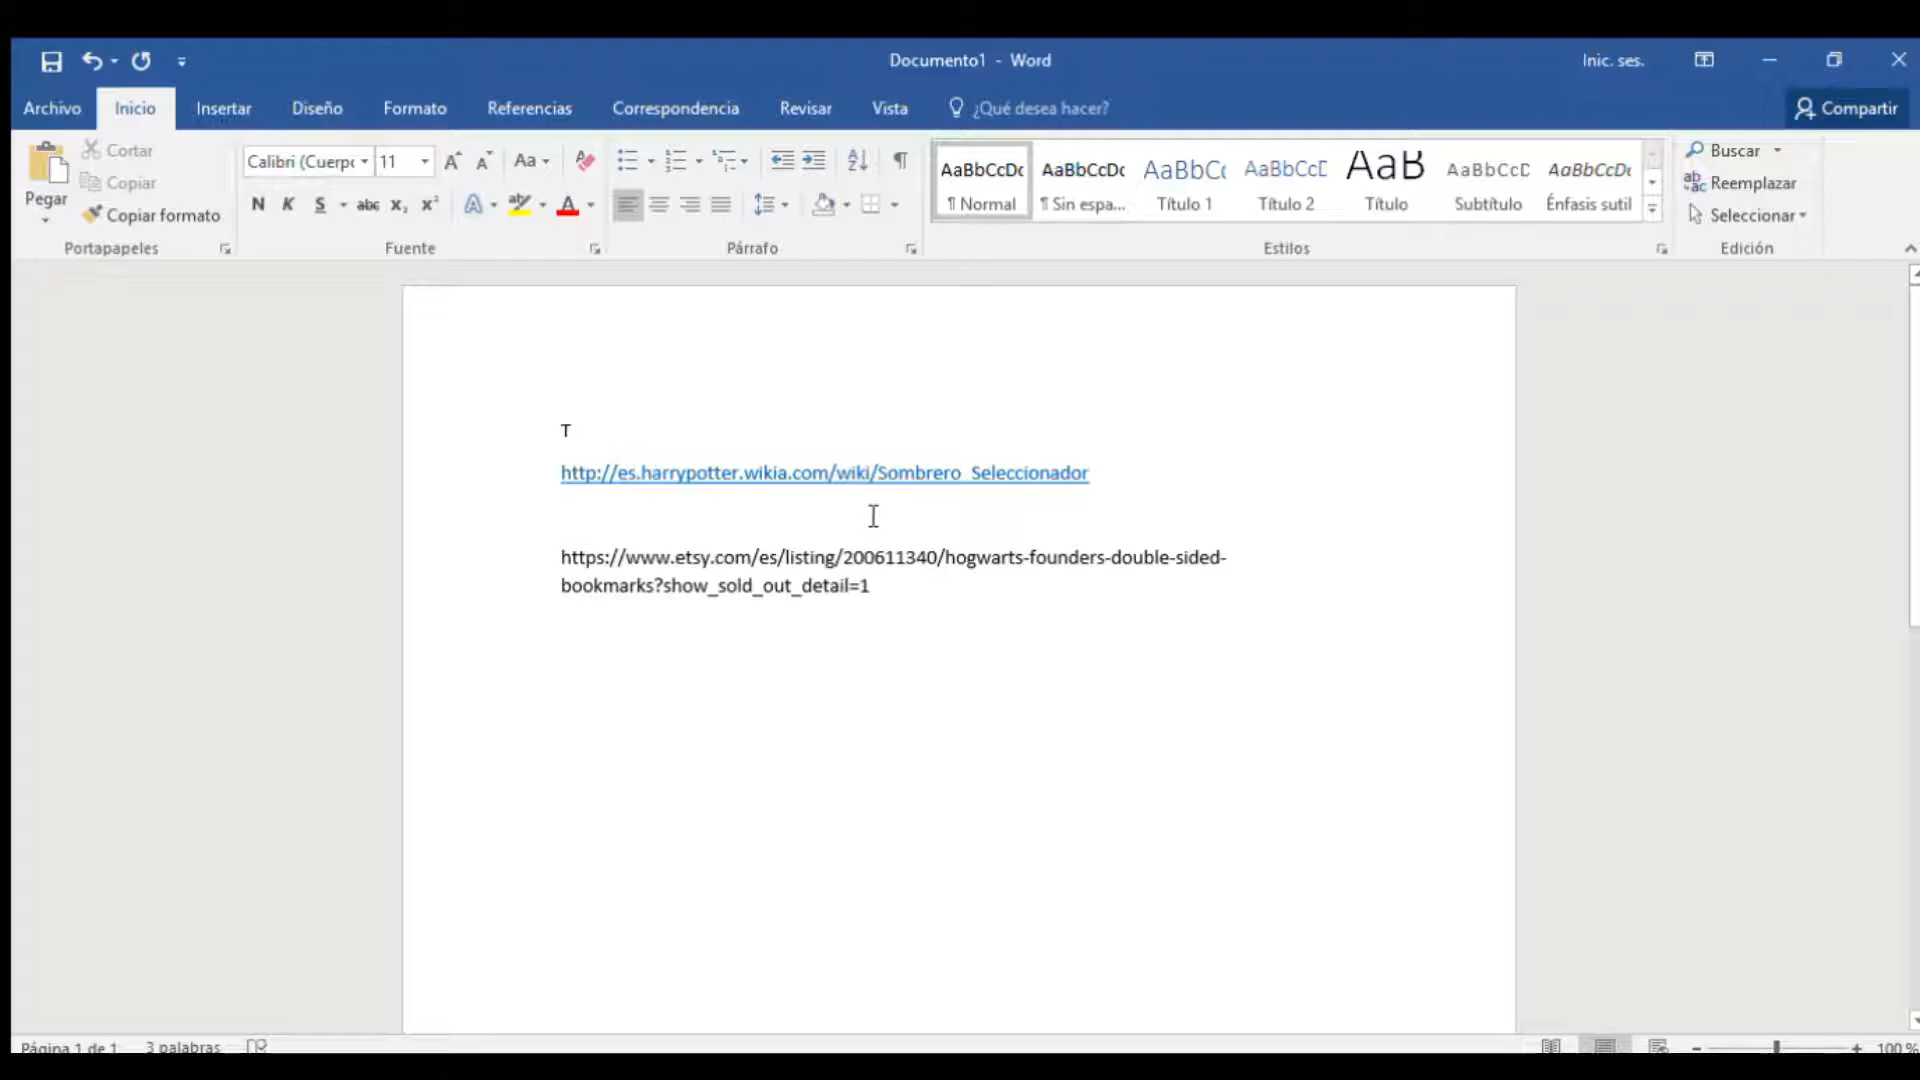 Documento1 - Word
Inic. ses.
Archivo Inicio Insertar Diseño Formato Referencias Correspondencia Revisar Vista ¿Qué desea hacer? Compartir
Pegar
Cortar
Copiar
Copiar formato
Portapapeles
Calibri (Cuerpo 11
Aa
N K S abc x₂ x²
Fuente
Párrafo
AaBbCcDc AaBbCcDc AaBbCc AaBbCcD AaB AaBbCcD AaBbCcDc
¶ Normal ¶ Sin espa... Título 1 Título 2 Título Subtítulo Énfasis sutil
Estilos
Buscar
Reemplazar
Seleccionar
Edición
T
http://es.harrypotter.wikia.com/wiki/Sombrero_Seleccionador
https://www.etsy.com/es/listing/200611340/hogwarts-founders-double-sided-
bookmarks?show_sold_out_detail=1
Página 1 de 1 3 palabras 100 %